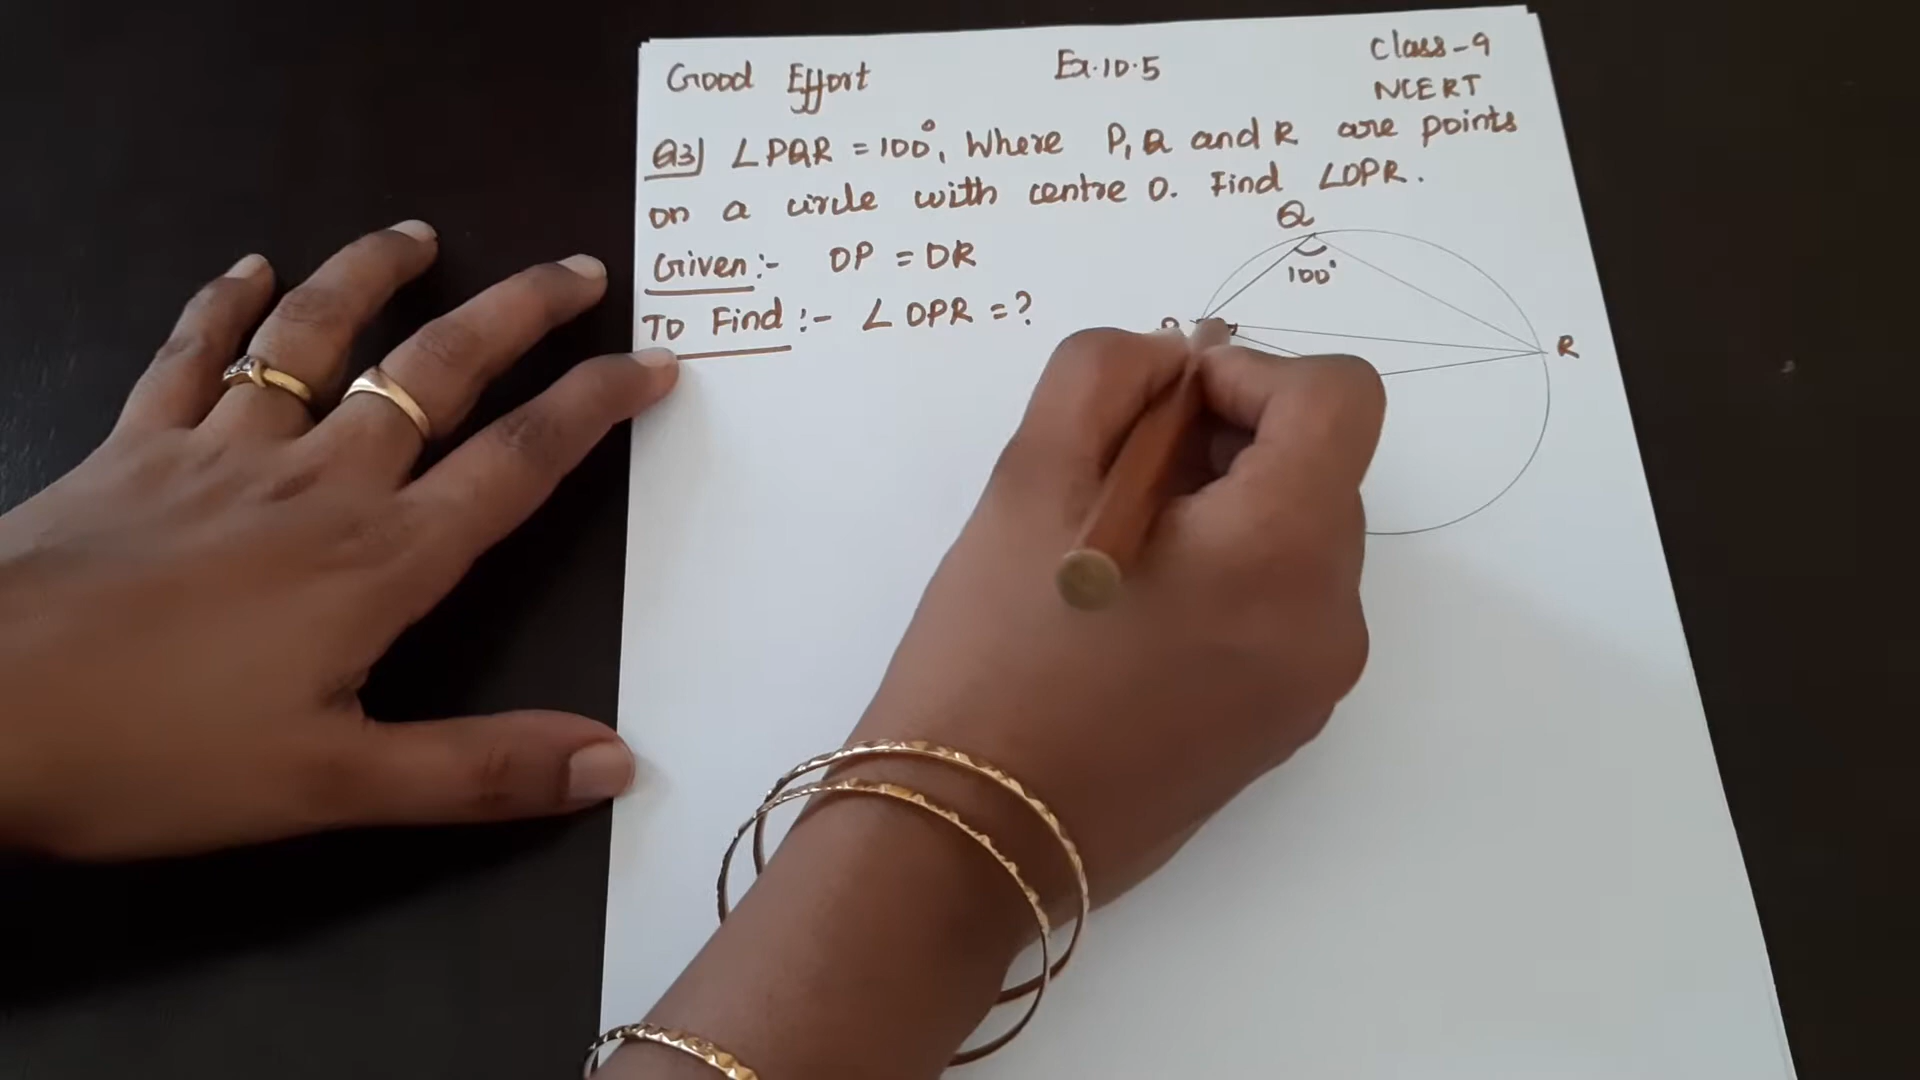 Good Effort Ex.10.5 Class-9
NCERT
Q3) ∠PQR = 100°, Where P, Q and R are points
on a circle with centre O. Find ∠OPR.
Given:- OP = OR
To Find :- ∠OPR = ?
Q
100°
R